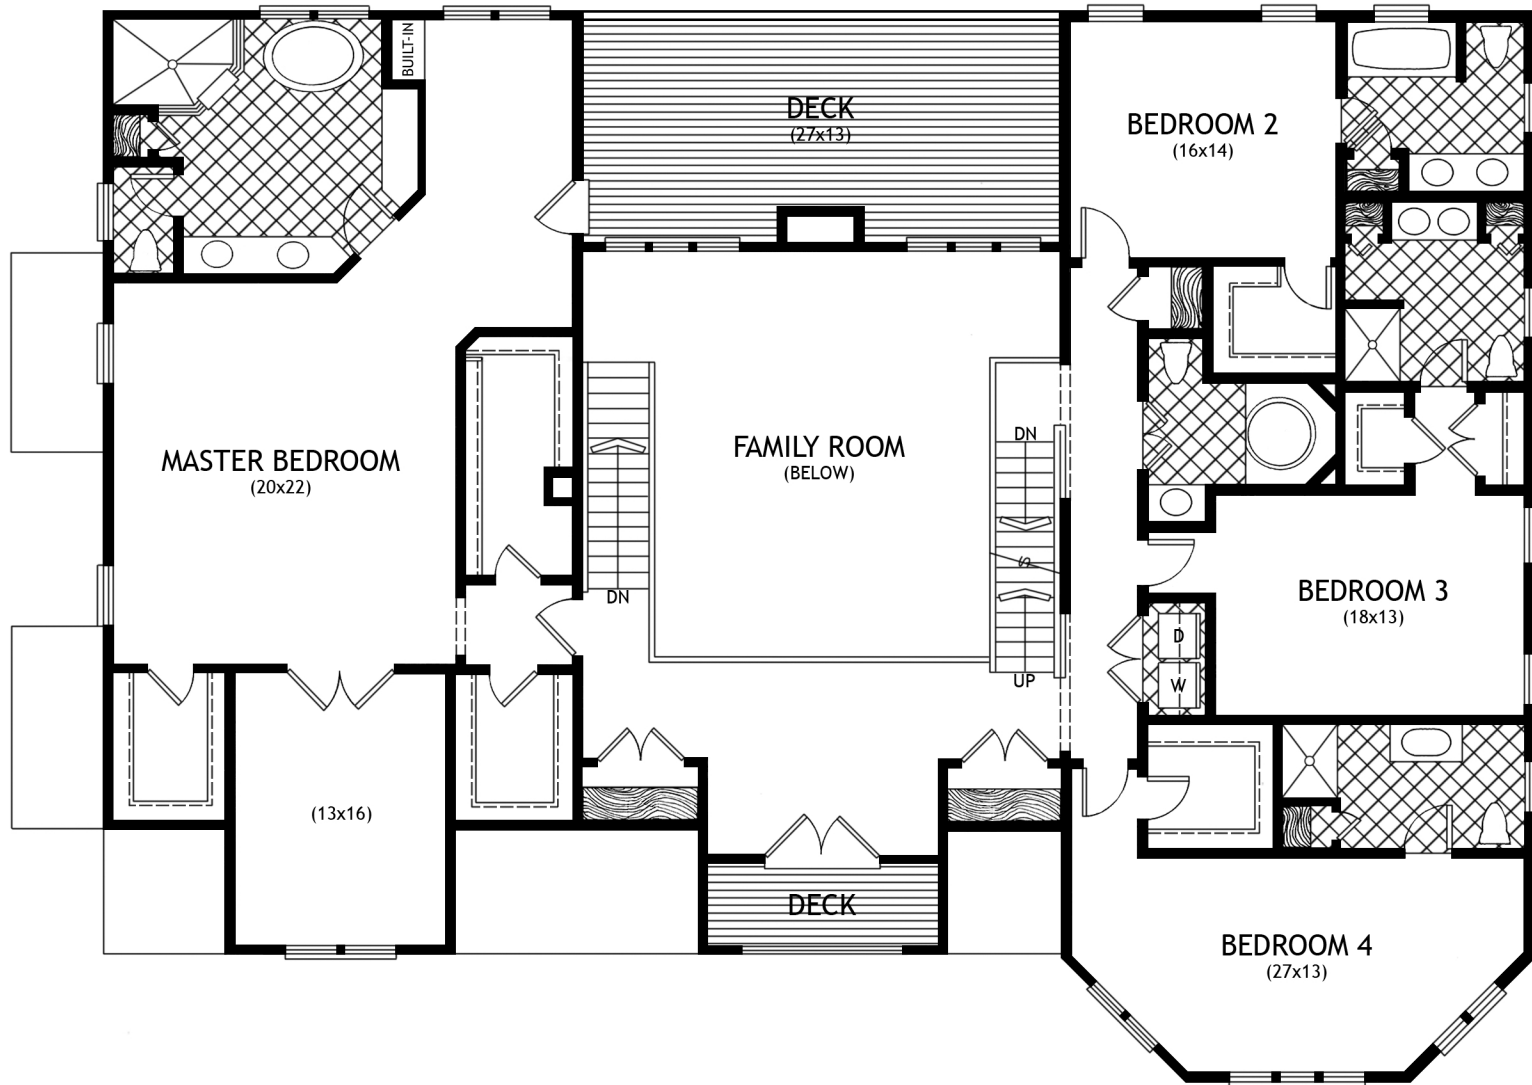 BUILT-IN
DECK
(27x13)
BEDROOM 2
(16x14)
MASTER BEDROOM
(20x22)
FAMILY ROOM
(BELOW)
DN
DN
S
BEDROOM 3
(18x13)
D
W
UP
(13x16)
DECK
BEDROOM 4
(27x13)